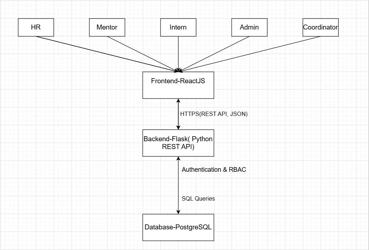 HR
Mentor
Intern
Admin
Coordinator
Frontend-ReactJS
HTTPS(REST API, JSON)
Backend-Flask( Python
REST API)
Authentication & RBAC
SQL Queries
Database-PostgreSQL